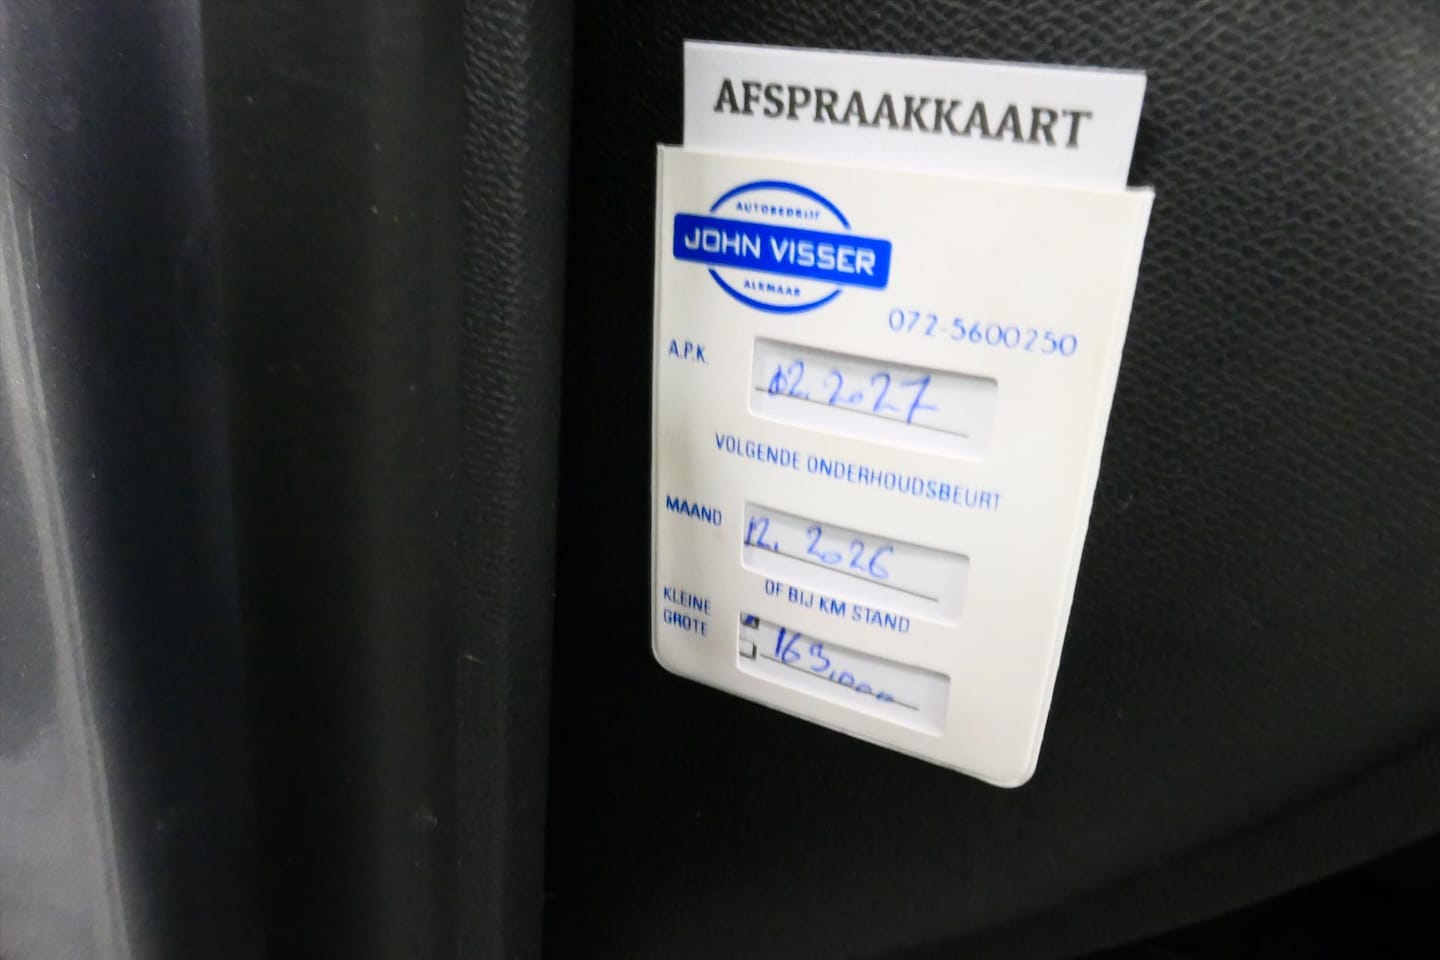 AFSPRAAKKAART
AUTOBEDRIJF
JOHN VISSER
ALKMAAR
072-5600250
A.P.K. 12.2027
VOLGENDE ONDERHOUDSBEURT
MAAND 12. 2026
OF BIJ KM STAND
KLEINE
GROTE
163.000